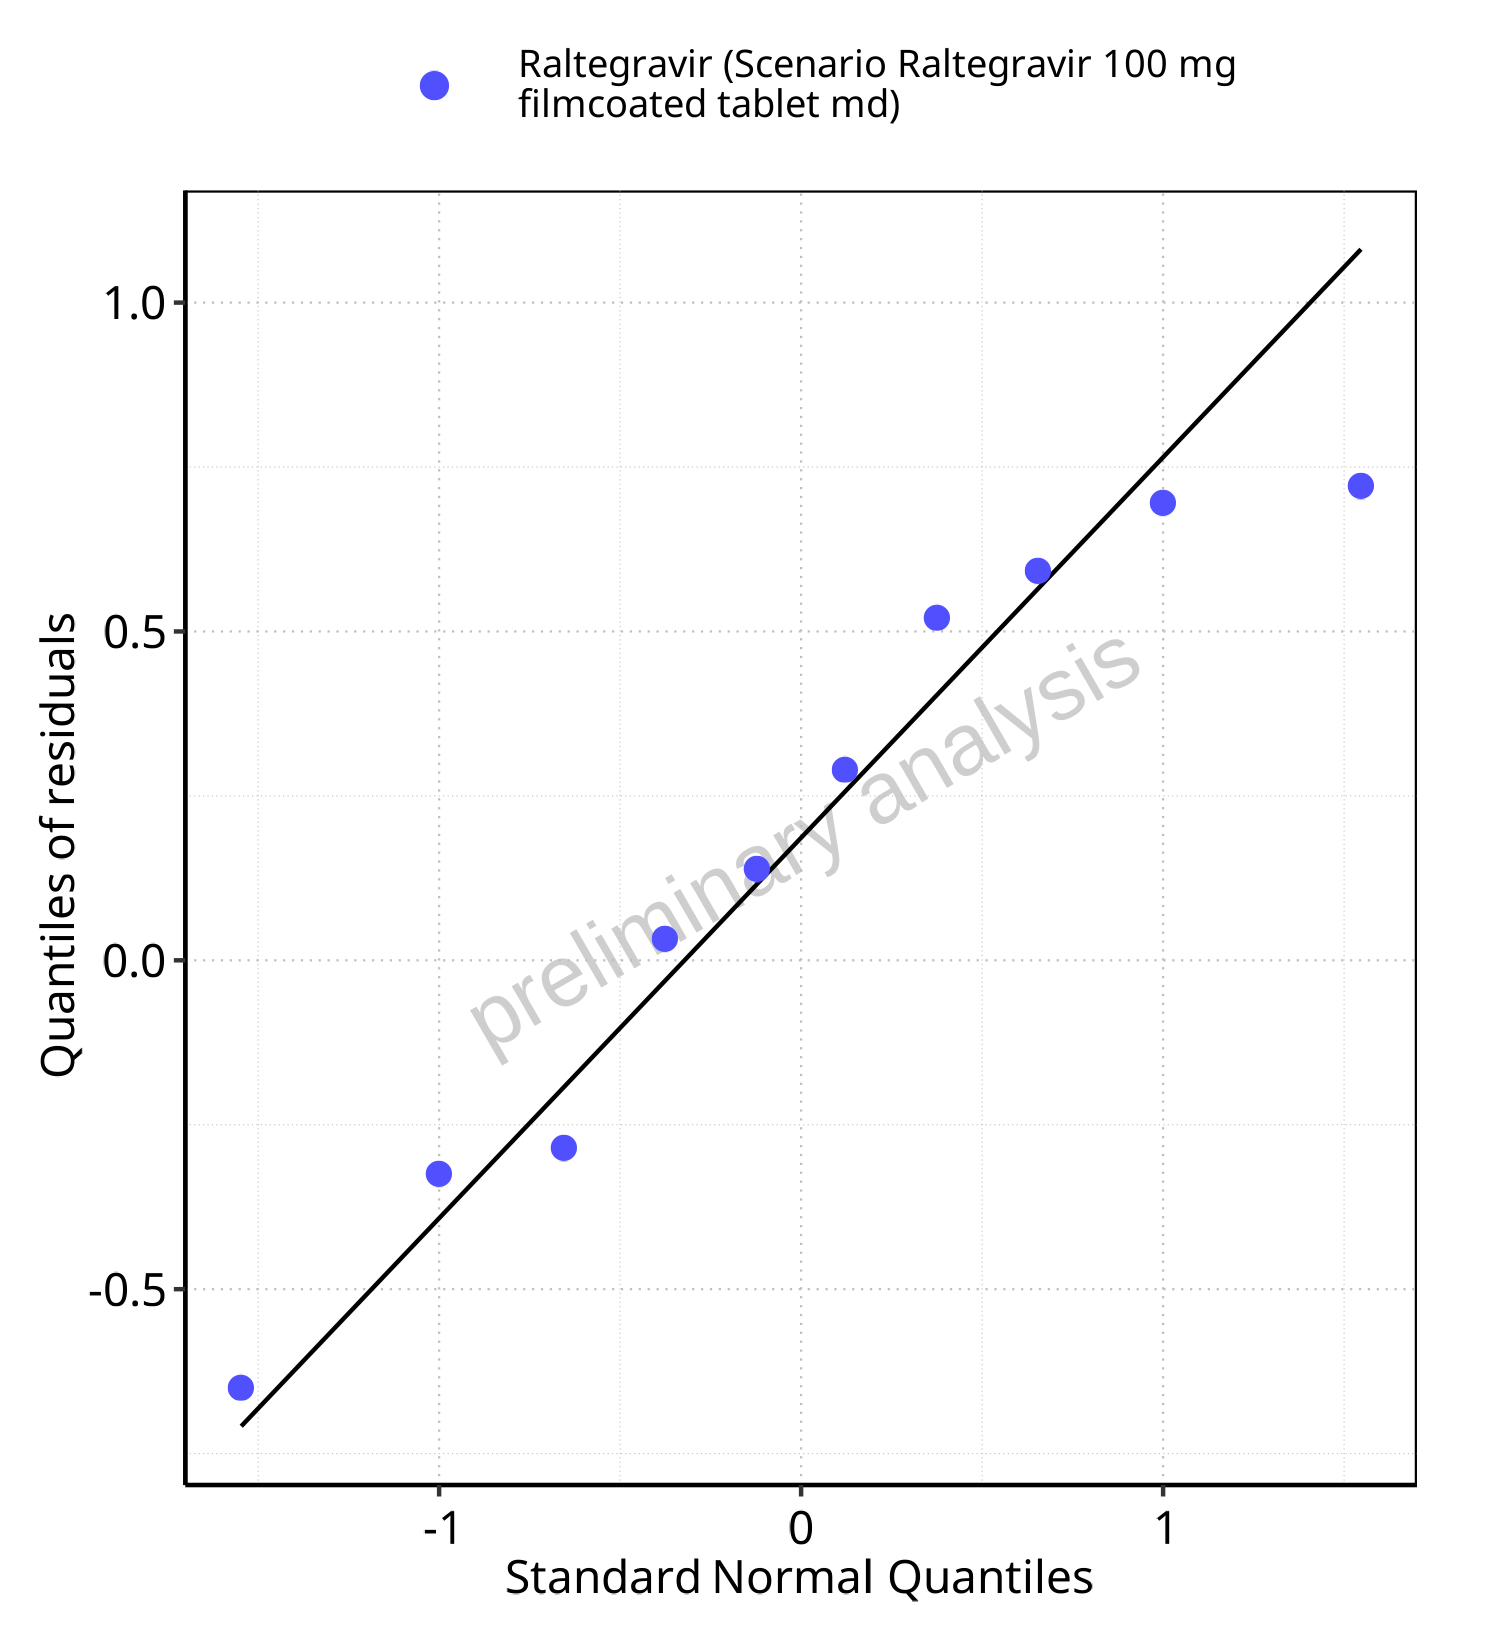 Raltegravir (Scenario Raltegravir 100 mg
filmcoated tablet md)
1.0
0.5
0.0
-0.5
Quantiles of residuals
preliminary analysis
-1 0 1
Standard Normal Quantiles